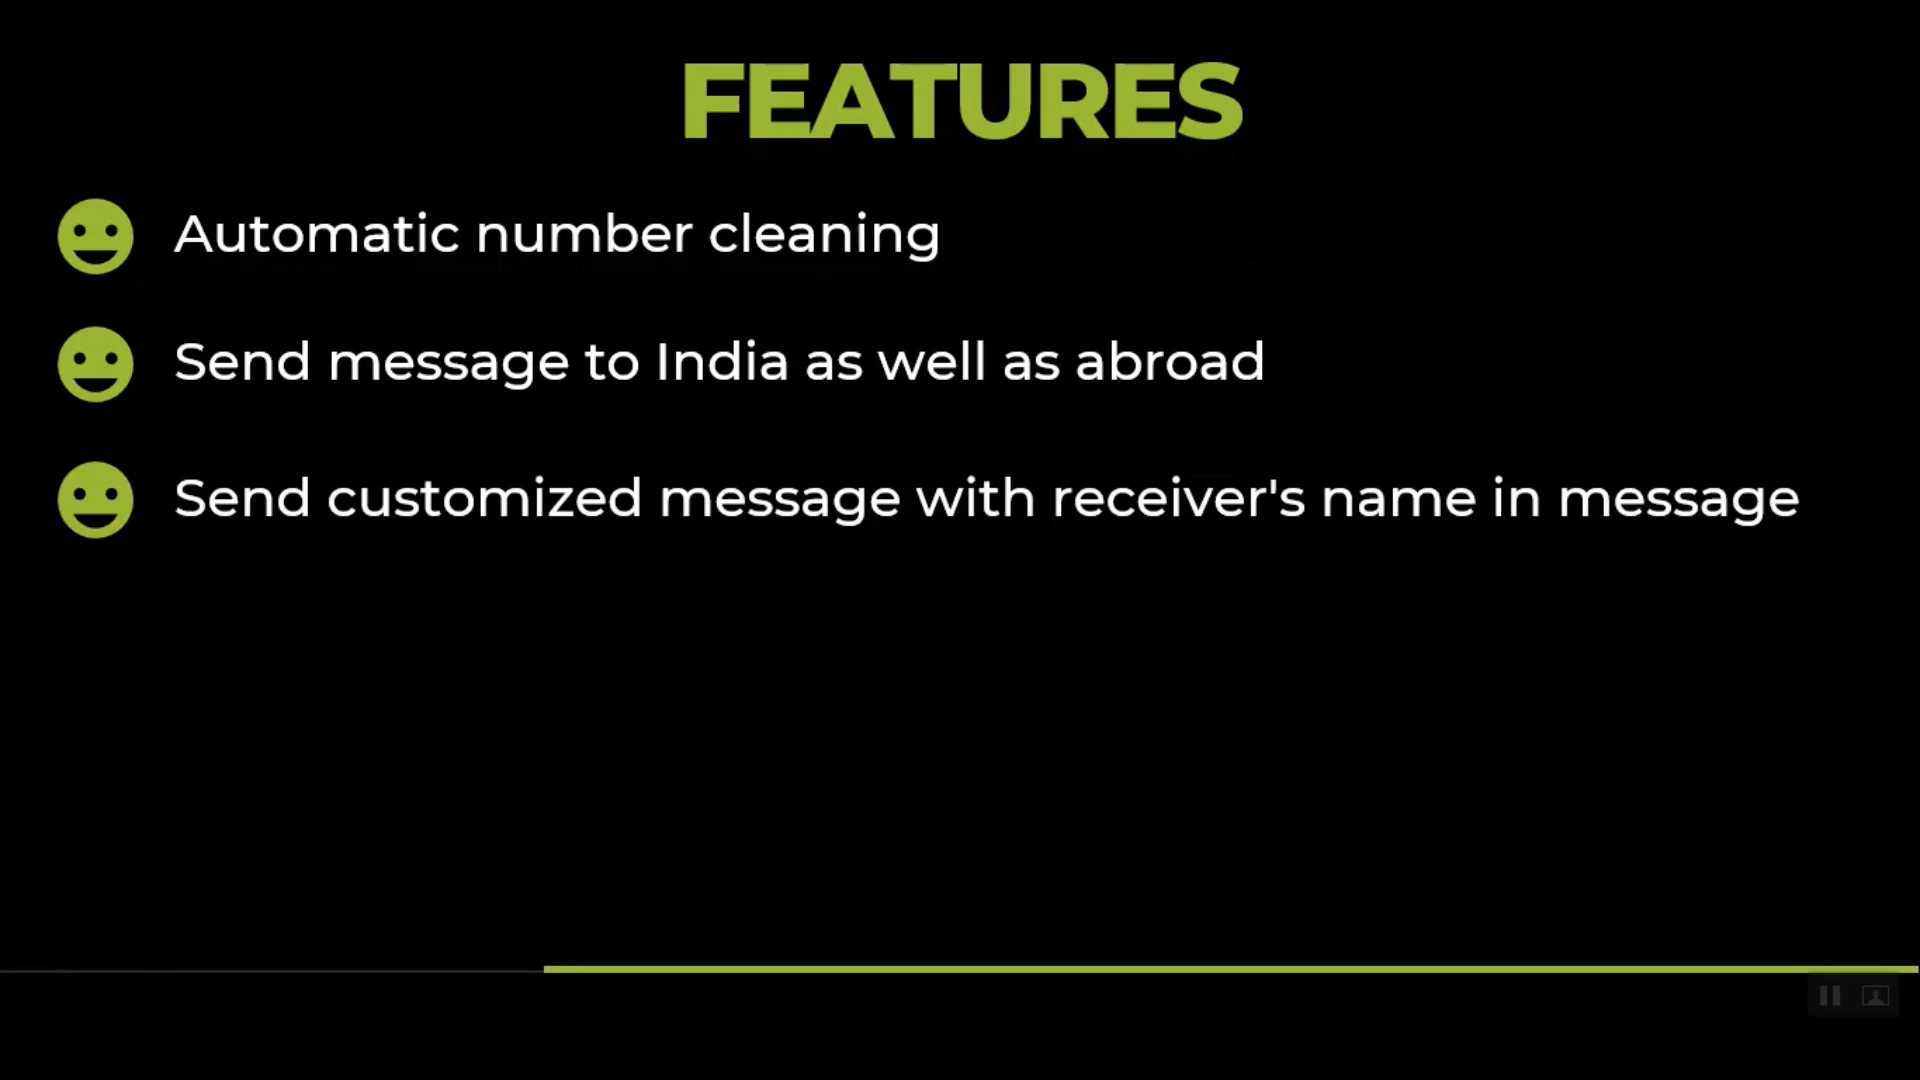 FEATURES
Automatic number cleaning
Send message to India as well as abroad
Send customized message with receiver's name in message